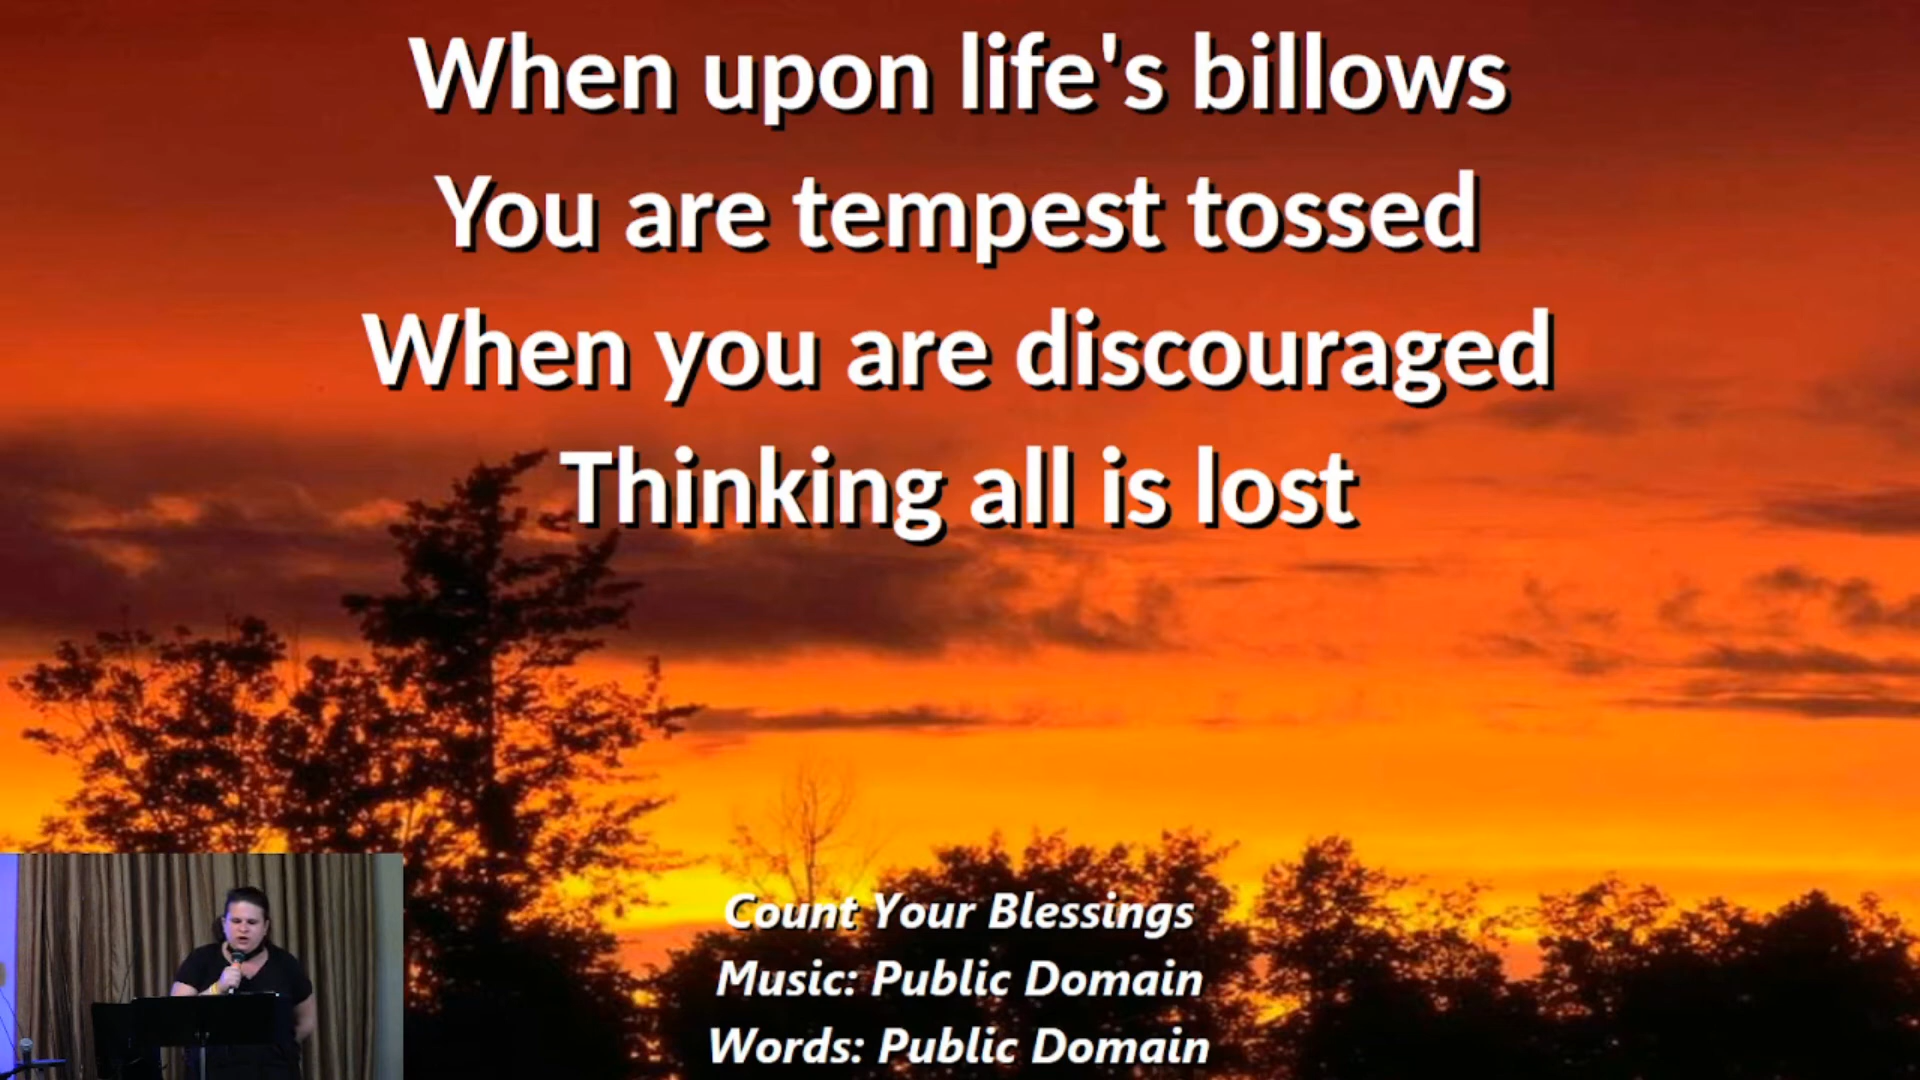 When upon life's billows
You are tempest tossed
When you are discouraged
Thinking all is lost
Count Your Blessings
Music: Public Domain
Words: Public Domain